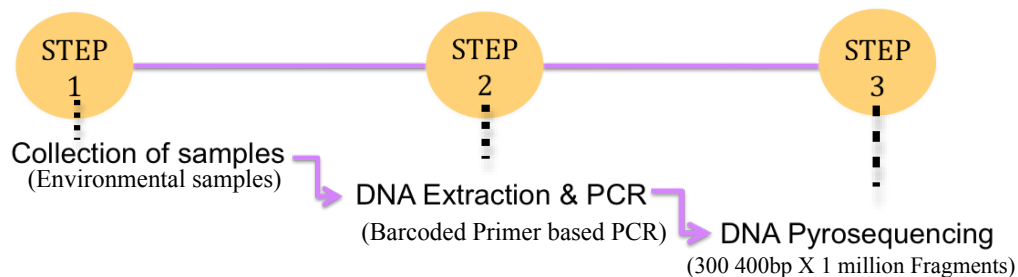 STEP
1
STEP
2
STEP
3
Collection of samples
(Environmental samples)
DNA Extraction & PCR
(Barcoded Primer based PCR)
DNA Pyrosequencing
(300 400bp X 1 million Fragments)